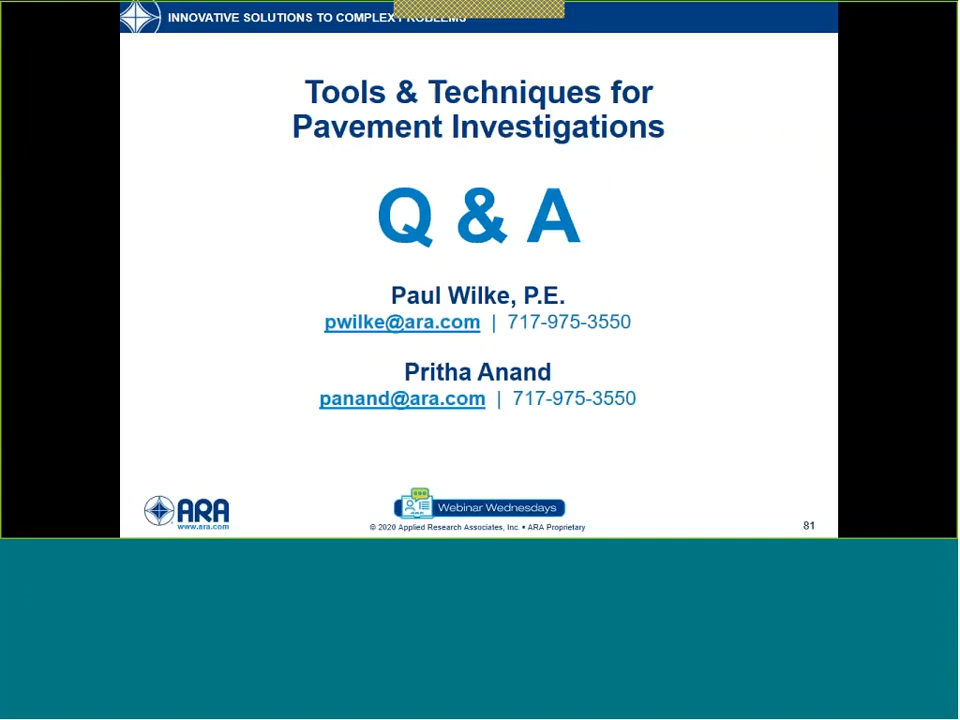 INNOVATIVE SOLUTIONS TO COMPLEX PROBLEMS
Tools & Techniques for
Pavement Investigations
Q & A
Paul Wilke, P.E.
pwilke@ara.com | 717-975-3550
Pritha Anand
panand@ara.com | 717-975-3550
ARA
www.ara.com
Webinar Wednesdays
© 2020 Applied Research Associates, Inc. • ARA Proprietary
81